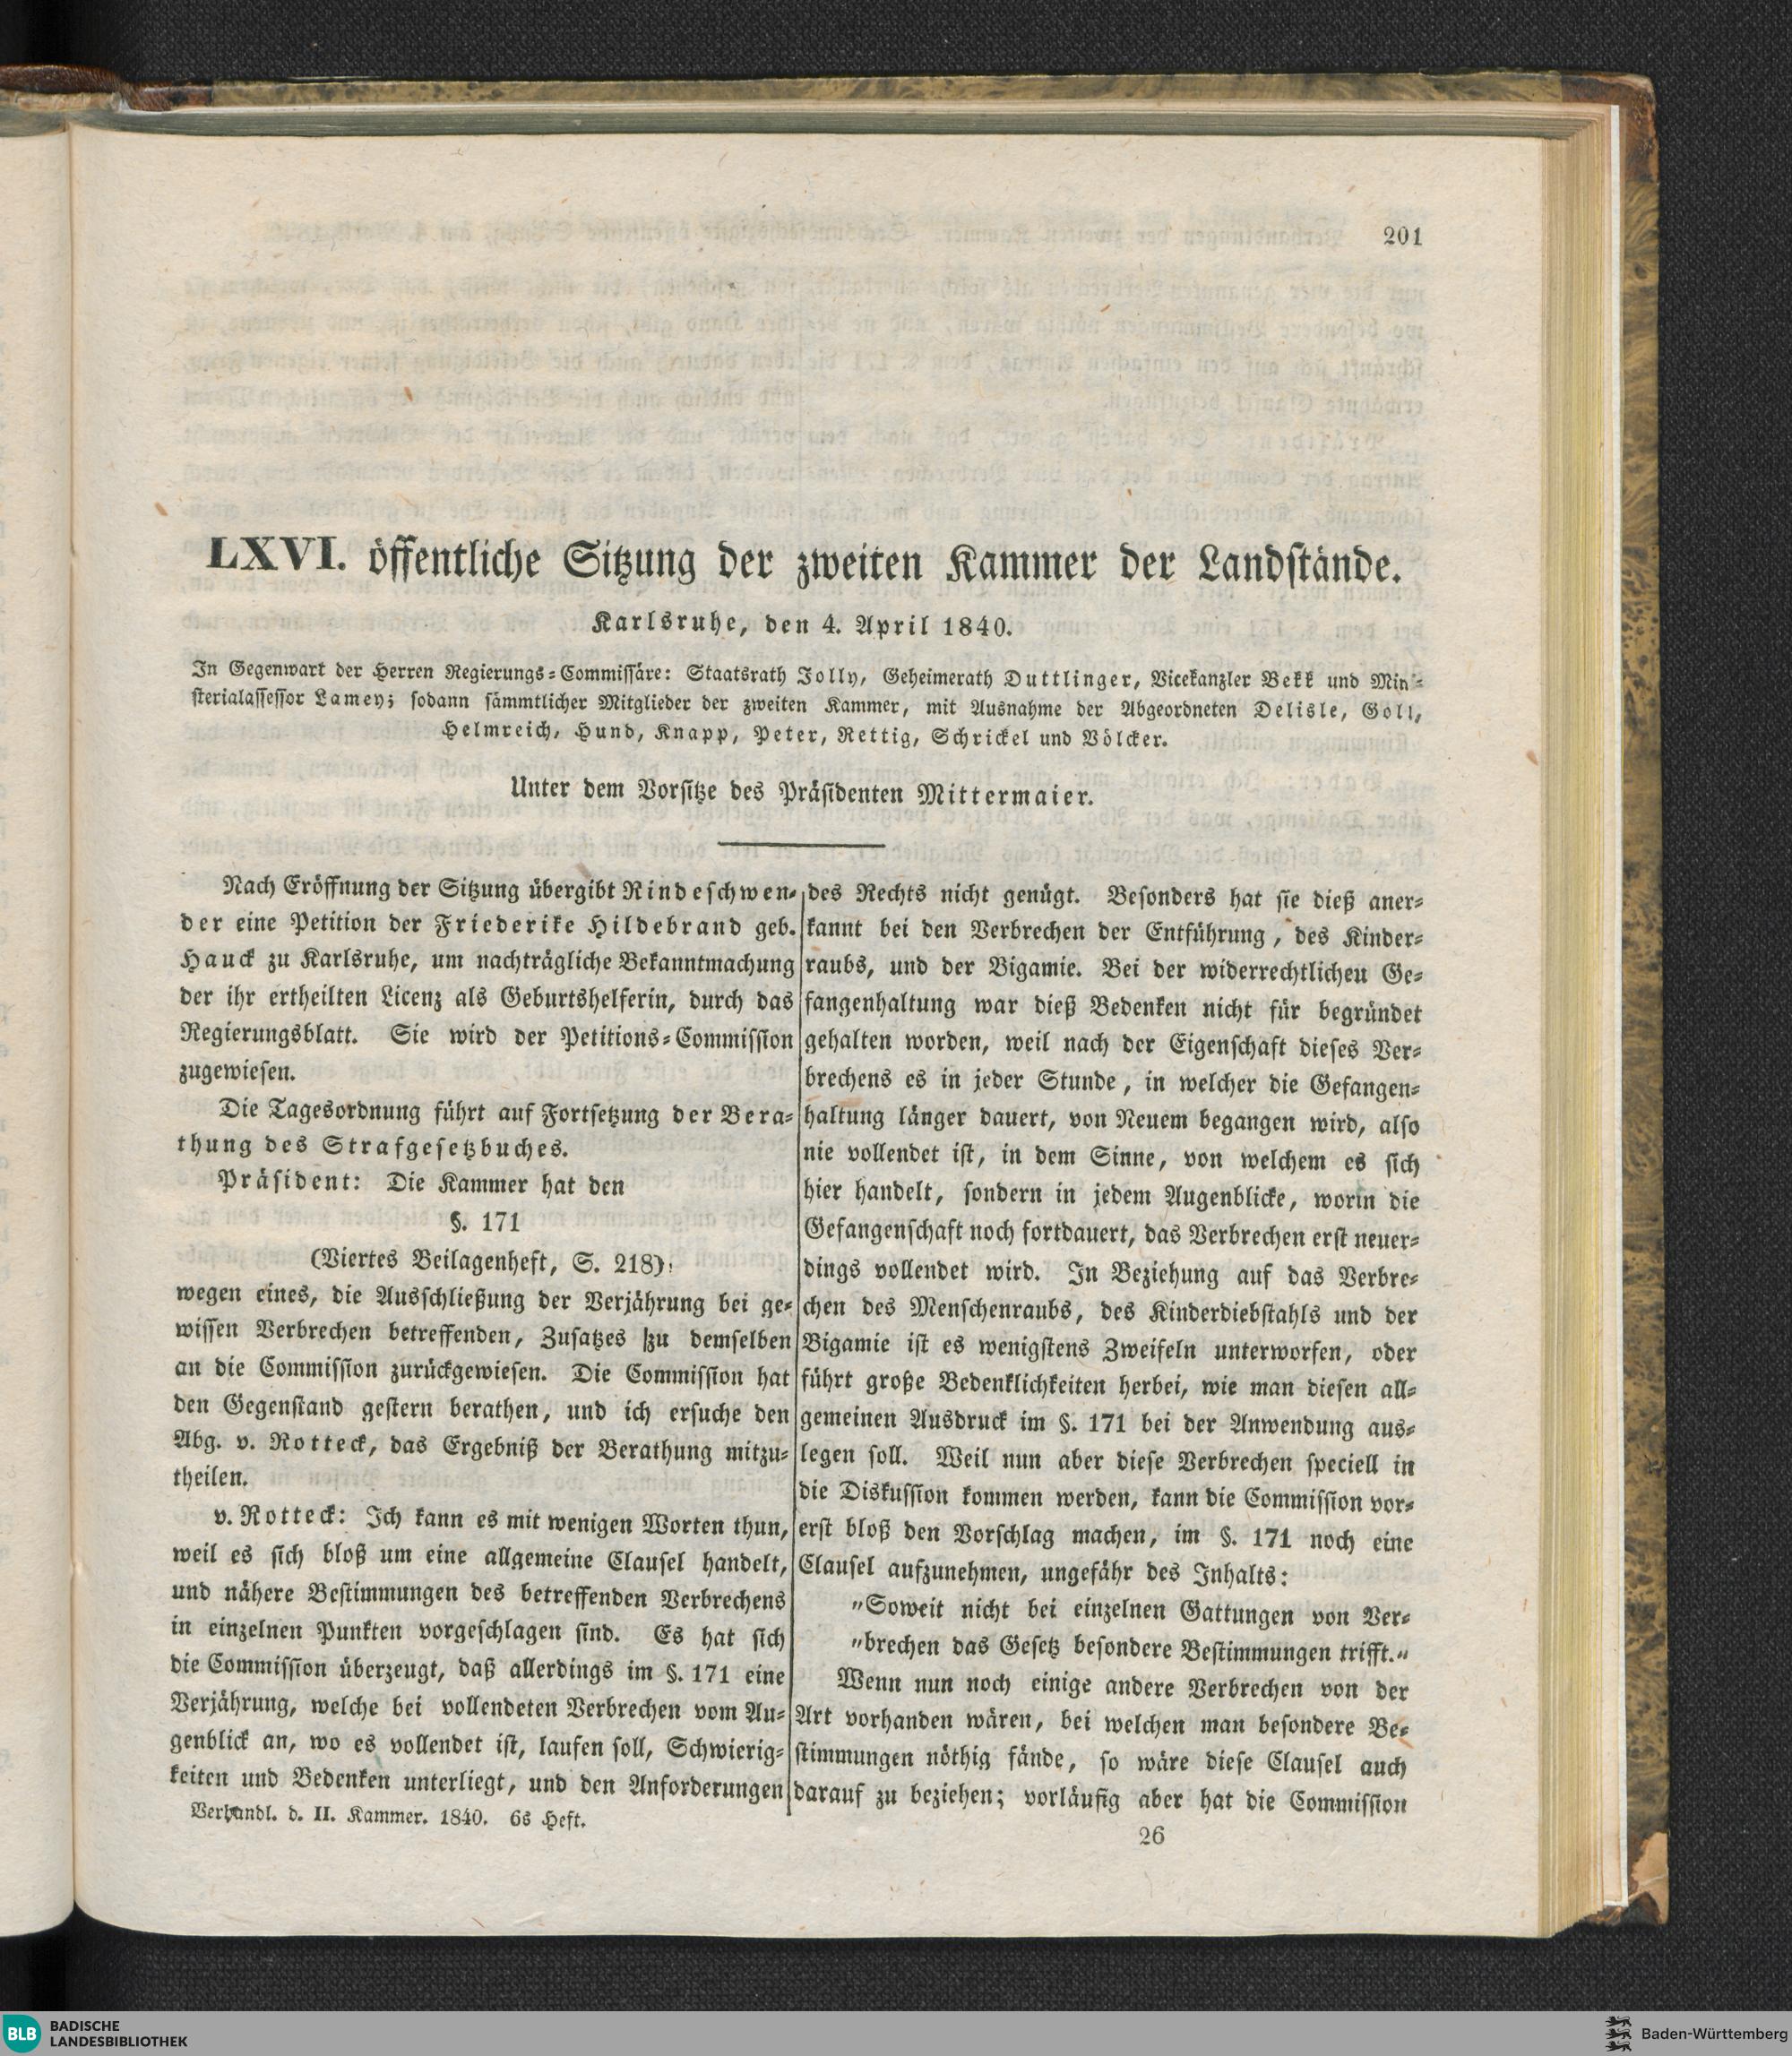 201
LXVI. öffentliche Sitzung der zweiten Kammer der Landstände.
Karlsruhe, den 4. April 1840.
In Gegenwart der Herren Regierungs-Commissäre: Staatsrath Jolly, Geheimerath Duttlinger, Vicekanzler Bekk und Min-
sterialassessor Lamey; sodann sämmtlicher Mitglieder der zweiten Kammer, mit Ausnahme der Abgeordneten Delisle, Goll,
Helmreich, Hund, Knapp, Peter, Rettig, Schrickel und Völcker.
Unter dem Vorsitze des Präsidenten Mittermaier.
Nach Eröffnung der Sitzung übergibt Rindeschwen-
der eine Petition der Friederike Hildebrand geb.
Hauck zu Karlsruhe, um nachträgliche Bekanntmachung
der ihr ertheilten Licenz als Geburtshelferin, durch das
Regierungsblatt. Sie wird der Petitions-Commission
zugewiesen.
Die Tagesordnung führt auf Fortsetzung der Bera-
thung des Strafgesetzbuches.
Präsident: Die Kammer hat den
§. 171
(Viertes Beilagenheft, S. 218)
wegen eines, die Ausschließung der Verjährung bei ge-
wissen Verbrechen betreffenden, Zusatzes zu demselben
an die Commission zurückgewiesen. Die Commission hat
den Gegenstand gestern berathen, und ich ersuche den
Abg. v. Rotteck, das Ergebniß der Berathung mitzu-
theilen.
v. Rotteck: Ich kann es mit wenigen Worten thun,
weil es sich bloß um eine allgemeine Clausel handelt,
und nähere Bestimmungen des betreffenden Verbrechens
in einzelnen Punkten vorgeschlagen sind. Es hat sich
die Commission überzeugt, daß allerdings im §. 171 eine
Verjährung, welche bei vollendeten Verbrechen vom Au-
genblick an, wo es vollendet ist, laufen soll, Schwierig-
keiten und Bedenken unterliegt, und den Anforderungen
Verhandl. d. II. Kammer. 1840. 6s Heft.
des Rechts nicht genügt. Besonders hat sie dieß aner-
kannt bei den Verbrechen der Entführung, des Kinder-
raubs, und der Bigamie. Bei der widerrechtlichen Ge-
fangenhaltung war dieß Bedenken nicht für begründet
gehalten worden, weil nach der Eigenschaft dieses Ver-
brechens es in jeder Stunde, in welcher die Gefangen-
haltung länger dauert, von Neuem begangen wird, also
nie vollendet ist, in dem Sinne, von welchem es sich
hier handelt, sondern in jedem Augenblicke, worin die
Gefangenschaft noch fortdauert, das Verbrechen erst neuer-
dings vollendet wird. In Beziehung auf das Verbre-
chen des Menschenraubs, des Kinderdiebstahls und der
Bigamie ist es wenigstens Zweifeln unterworfen, oder
führt große Bedenklichkeiten herbei, wie man diesen all-
gemeinen Ausdruck im §. 171 bei der Anwendung aus-
legen soll. Weil nun aber diese Verbrechen speciell in
die Diskussion kommen werden, kann die Commission vor-
erst bloß den Vorschlag machen, im §. 171 noch eine
Clausel aufzunehmen, ungefähr des Inhalts:
"Soweit nicht bei einzelnen Gattungen von Ver-
"brechen das Gesetz besondere Bestimmungen trifft."
Wenn nun noch einige andere Verbrechen von der
Art vorhanden wären, bei welchen man besondere Be-
stimmungen nöthig fände, so wäre diese Clausel auch
darauf zu beziehen; vorläufig aber hat die Commission
26
BLB BADISCHE
LANDESBIBLIOTHEK
Baden-Württemberg